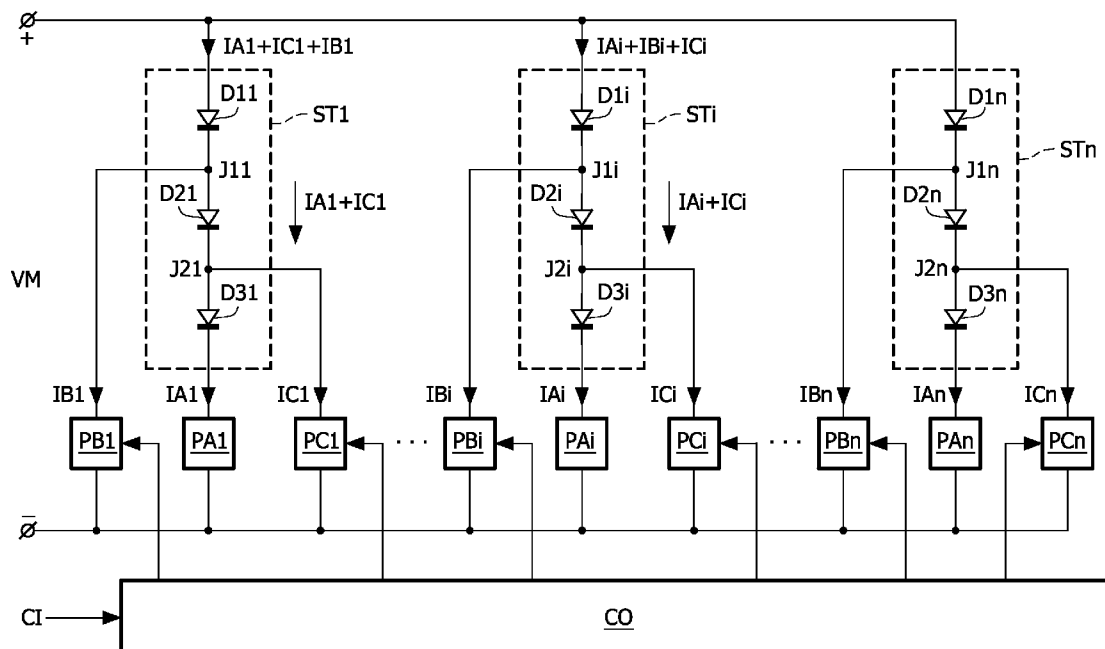 +
IA1+IC1+IB1
IAi+IBi+ICi
D11
ST1
D1i
STi
D1n
STn
J11
J1i
J1n
D21
IA1+IC1
D2i
IAi+ICi
D2n
VM
J21
J2i
J2n
D31
D3i
D3n
IB1
IA1
IC1
IBi
IAi
ICi
IBn
IAn
ICn
PB1
PA1
PC1
· · ·
PBi
PAi
PCi
· · ·
PBn
PAn
PCn
–
CI
CO